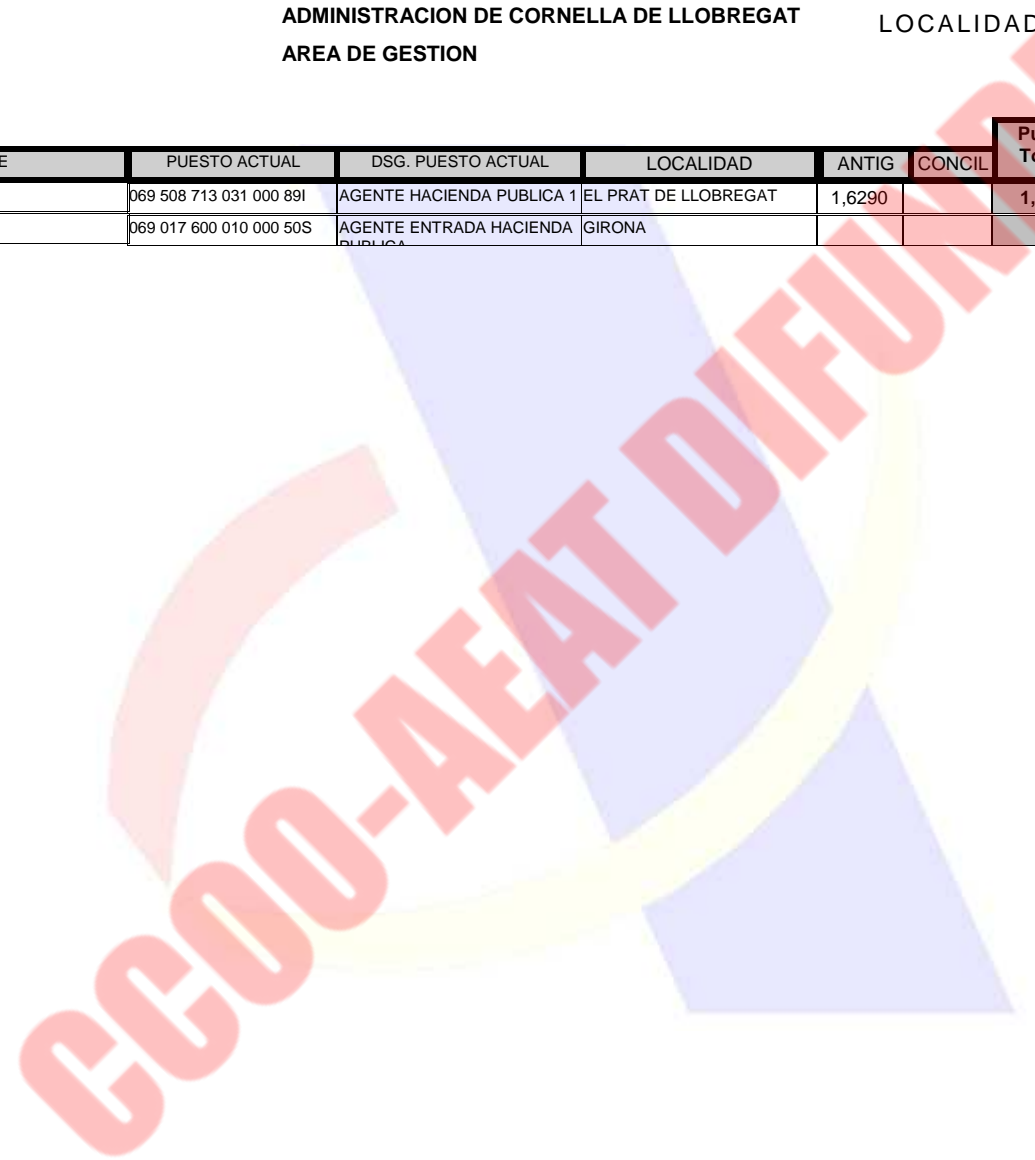 ADMINISTRACION DE CORNELLA DE LLOBREGAT
LOCALIDAD
AREA DE GESTION
PUESTO ACTUAL DSG. PUESTO ACTUAL LOCALIDAD ANTIG CONCIL
069 508 713 031 000 89I AGENTE HACIENDA PUBLICA 1 EL PRAT DE LLOBREGAT 1,6290 1,
069 017 600 010 000 50S AGENTE ENTRADA HACIENDA GIRONA
PUBLICA
CCOO-AEAT DIFUN